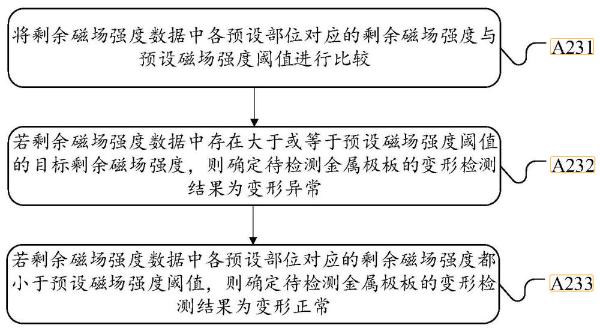 将剩余磁场强度数据中各预设部位对应的剩余磁场强度与
预设磁场强度阈值进行比较
A231
若剩余磁场强度数据中存在大于或等于预设磁场强度阈值
的目标剩余磁场强度，则确定待检测金属极板的变形检测
结果为变形异常
A232
若剩余磁场强度数据中各预设部位对应的剩余磁场强度都
小于预设磁场强度阈值，则确定待检测金属极板的变形检
测结果为变形正常
A233